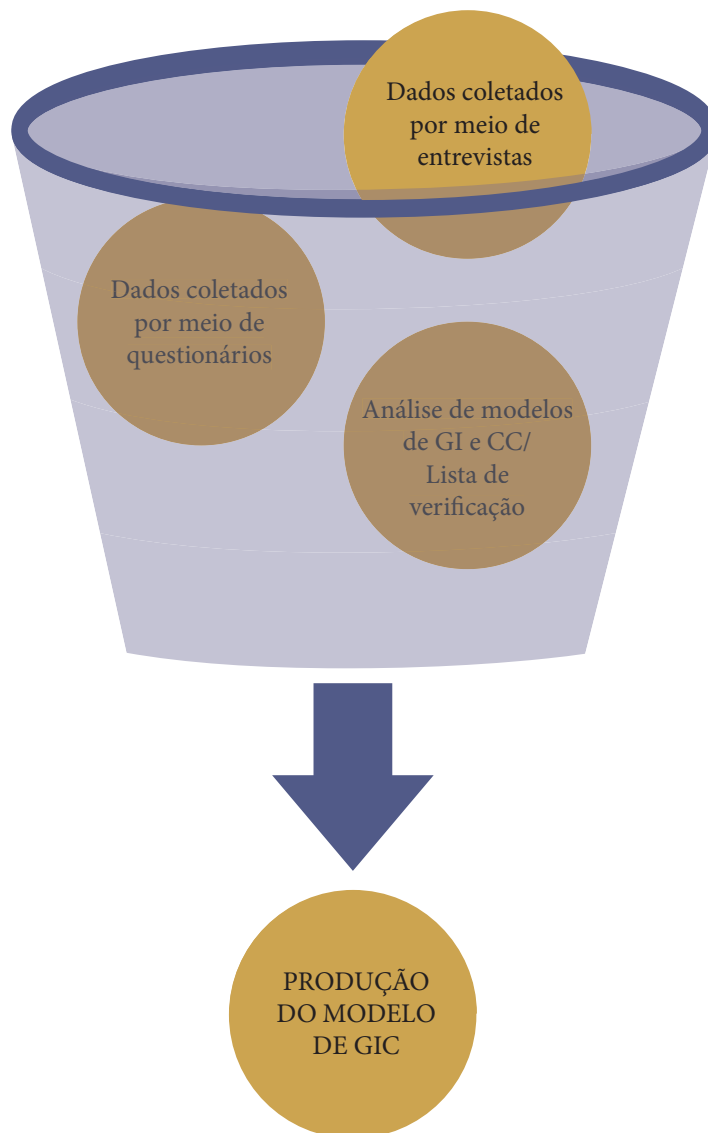 Dados coletados
por meio de
entrevistas
Dados coletados
por meio de
questionários
Análise de modelos
de GI e CC/
Lista de
verificação
PRODUÇÃO
DO MODELO
DE GIC